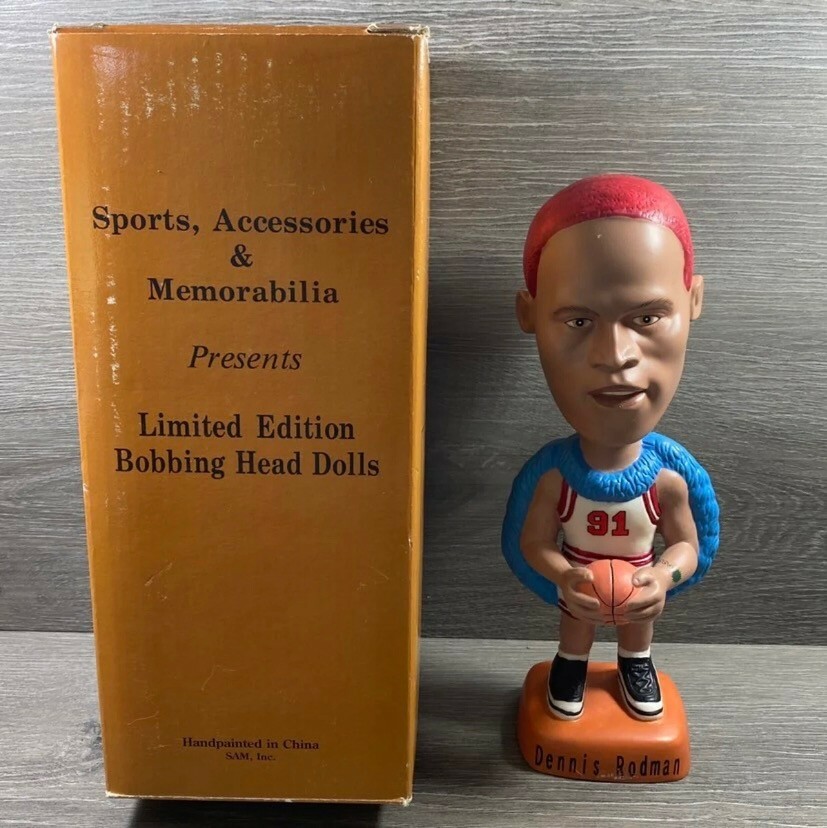 Sports, Accessories
&
Memorabilia
Presents
Limited Edition
Bobbing Head Dolls
Handpainted in China
SAM, Inc.
91
Dennis Rodman